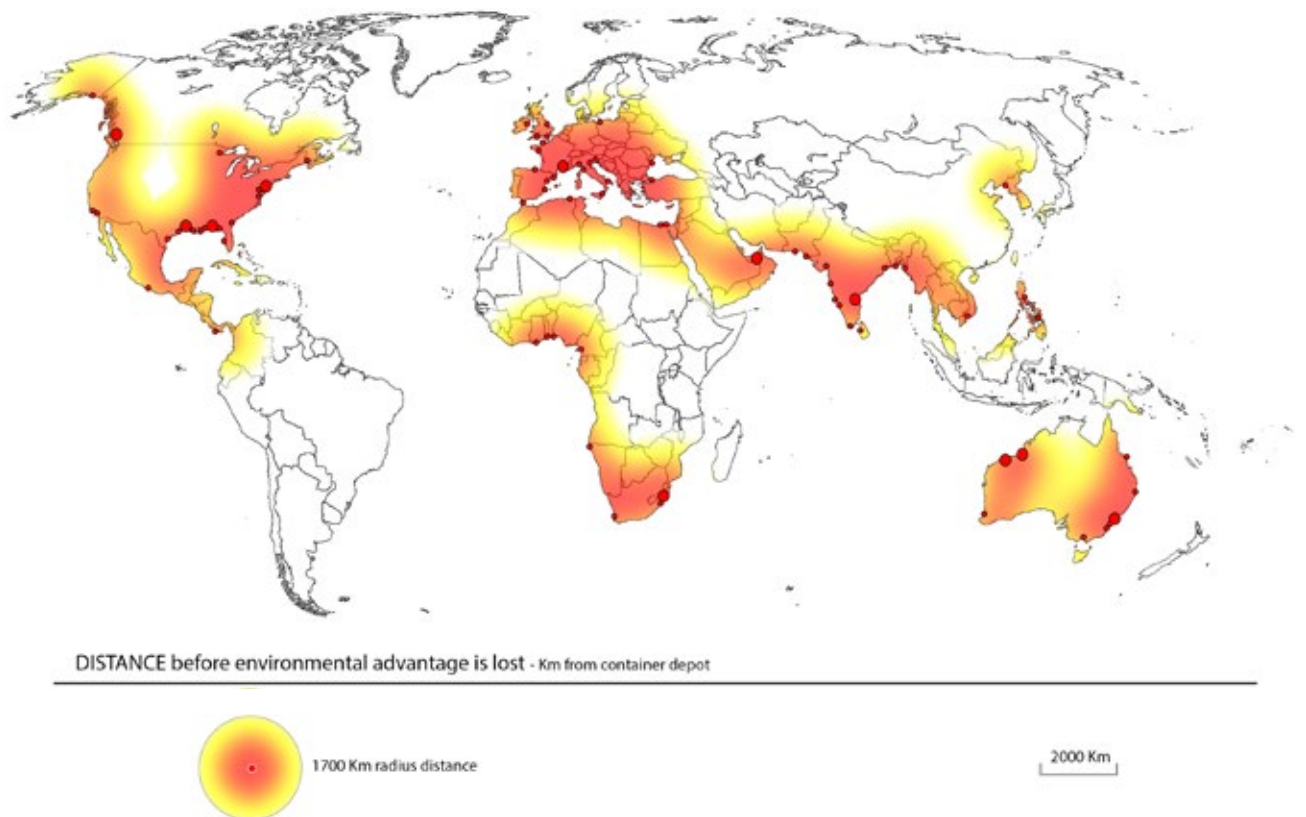 DISTANCE before environmental advantage is lost - Km from container depot
1700 Km radius distance
2000 Km